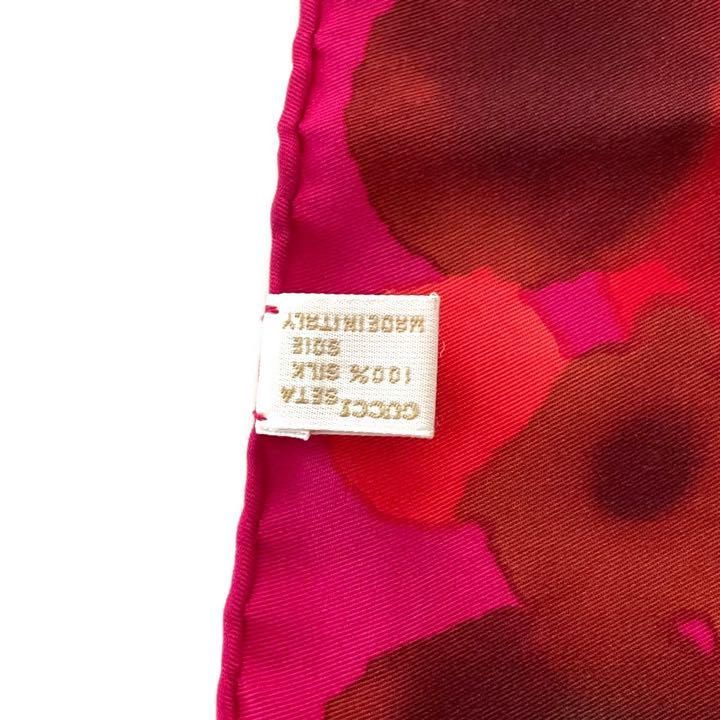 GUCCI
SETA
100% SILK
SOIE
MADE IN ITALY